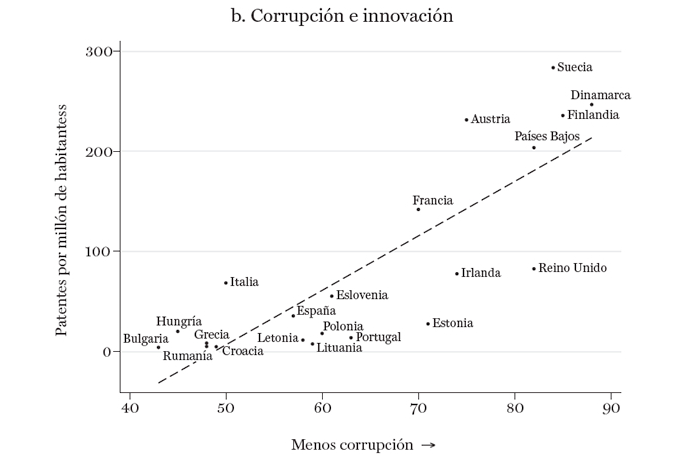 b. Corrupción e innovación
Patentes por millón de habitantess
300
200
100
0
Suecia
Dinamarca
Finlandia
Austria
Países Bajos
Francia
Irlanda
Reino Unido
Italia
Eslovenia
España
Estonia
Hungría
Polonia
Bulgaria
Grecia
Letonia
Portugal
Rumanía
Croacia
Lituania
40 50 60 70 80 90
Menos corrupción →